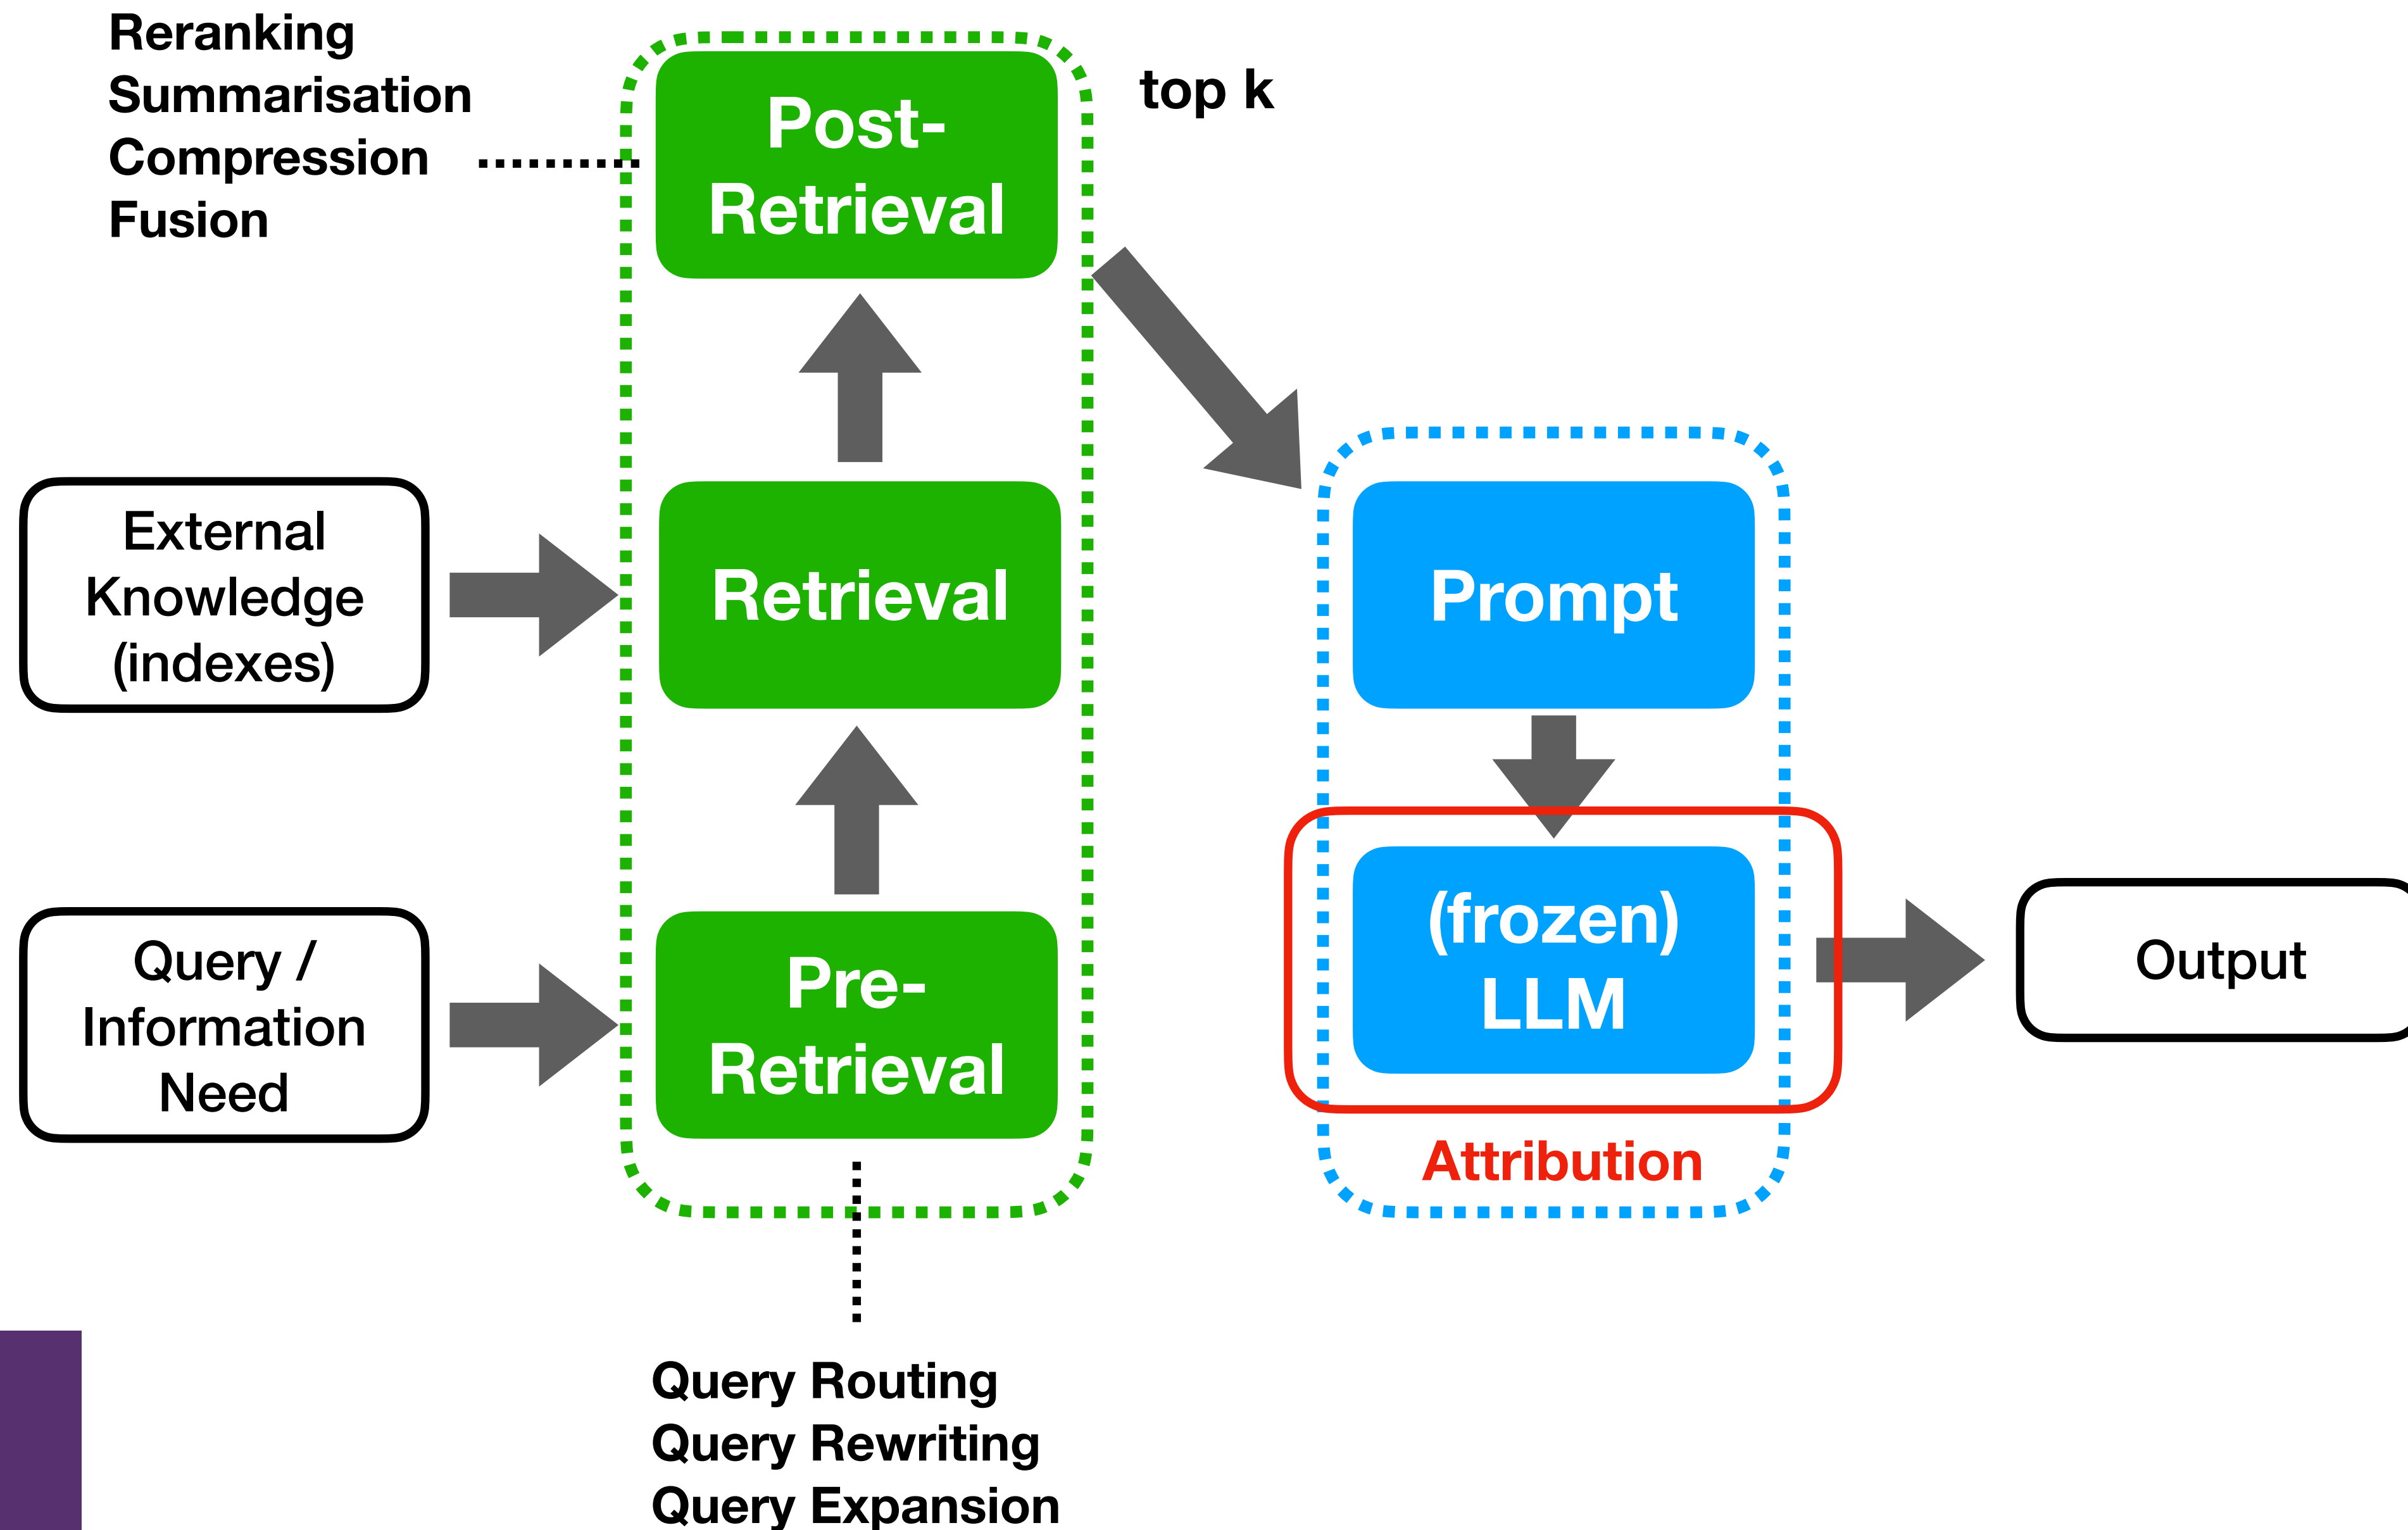 Reranking
Summarisation
Compression
Fusion
Post-
Retrieval
top k
External
Knowledge
(indexes)
Retrieval
Prompt
Query /
Information
Need
Pre-
Retrieval
(frozen)
LLM
Output
Attribution
Query Routing
Query Rewriting
Query Expansion